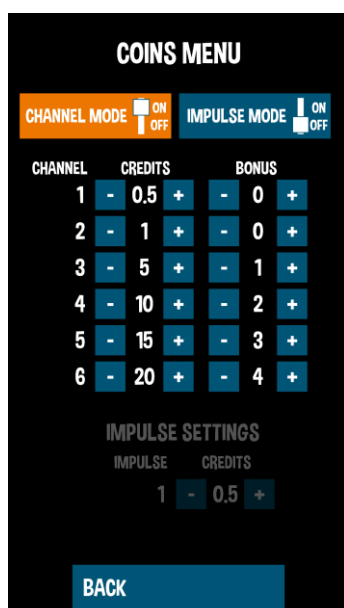 COINS MENU
CHANNEL MODE ON OFF IMPULSE MODE ON OFF
CHANNEL CREDITS BONUS
1 - 0.5 + - 0 +
2 - 1 + - 0 +
3 - 5 + - 1 +
4 - 10 + - 2 +
5 - 15 + - 3 +
6 - 20 + - 4 +
IMPULSE SETTINGS
IMPULSE CREDITS
1 - 0.5 +
BACK